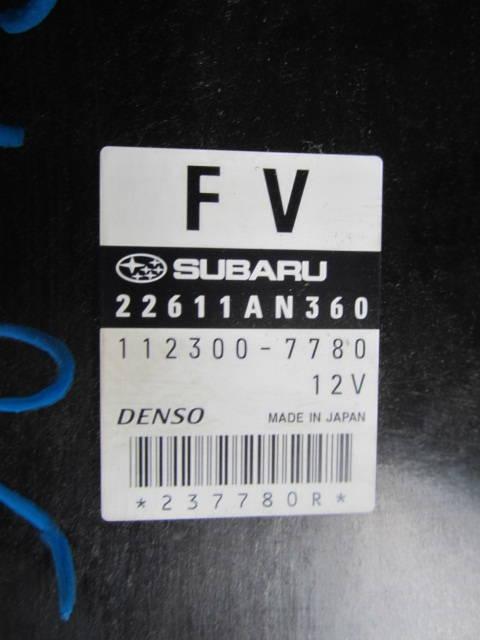 F V
SUBARU
22611AN360
112300-7780
12V
DENSO MADE IN JAPAN
*237780R*